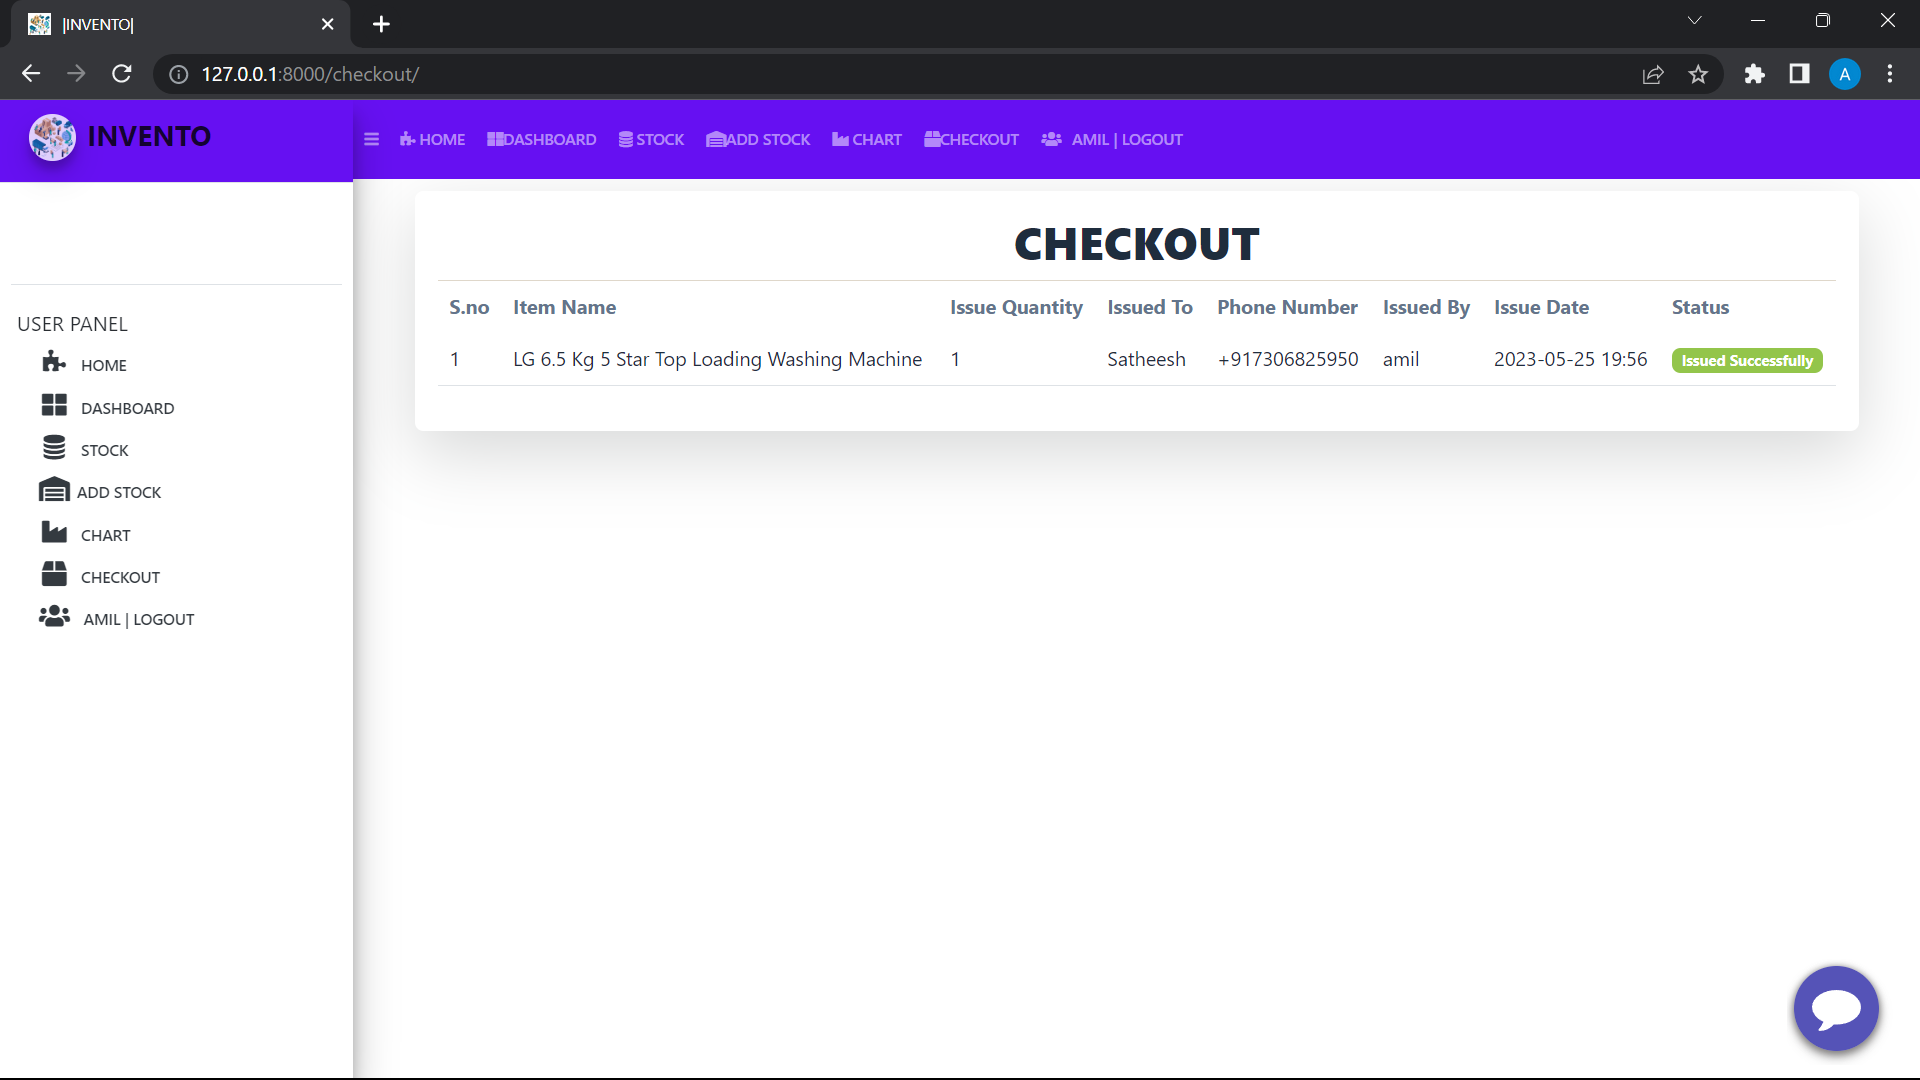 |INVENTO|
127.0.0.1:8000/checkout/
A
INVENTO
HOME DASHBOARD STOCK ADD STOCK CHART CHECKOUT AMIL | LOGOUT
CHECKOUT
S.no Item Name Issue Quantity Issued To Phone Number Issued By Issue Date Status
1 LG 6.5 Kg 5 Star Top Loading Washing Machine 1 Satheesh +917306825950 amil 2023-05-25 19:56 Issued Successfully
USER PANEL
HOME
DASHBOARD
STOCK
ADD STOCK
CHART
CHECKOUT
AMIL | LOGOUT